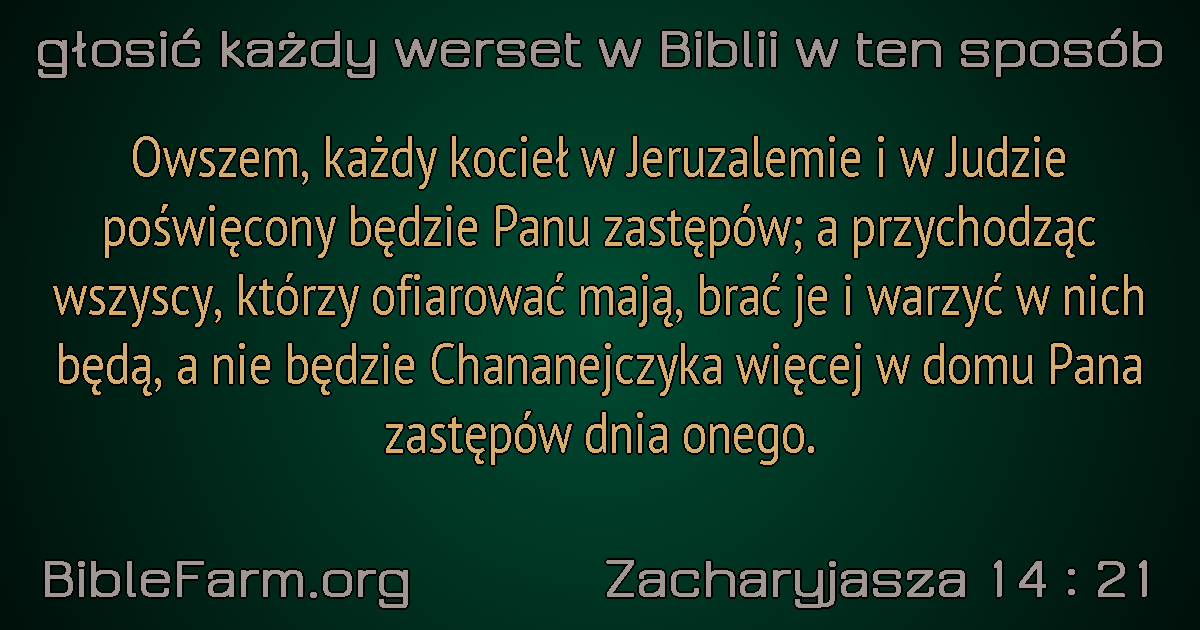 głosić każdy werset w Biblii w ten sposób
Owszem, każdy kocieł w Jeruzalemie i w Judzie
poświęcony będzie Panu zastępów; a przychodząc
wszyscy, którzy ofiarować mają, brać je i warzyć w nich
będą, a nie będzie Chananejczyka więcej w domu Pana
zastępów dnia onego.
BibleFarm.org
Zacharyjasza 14 : 21